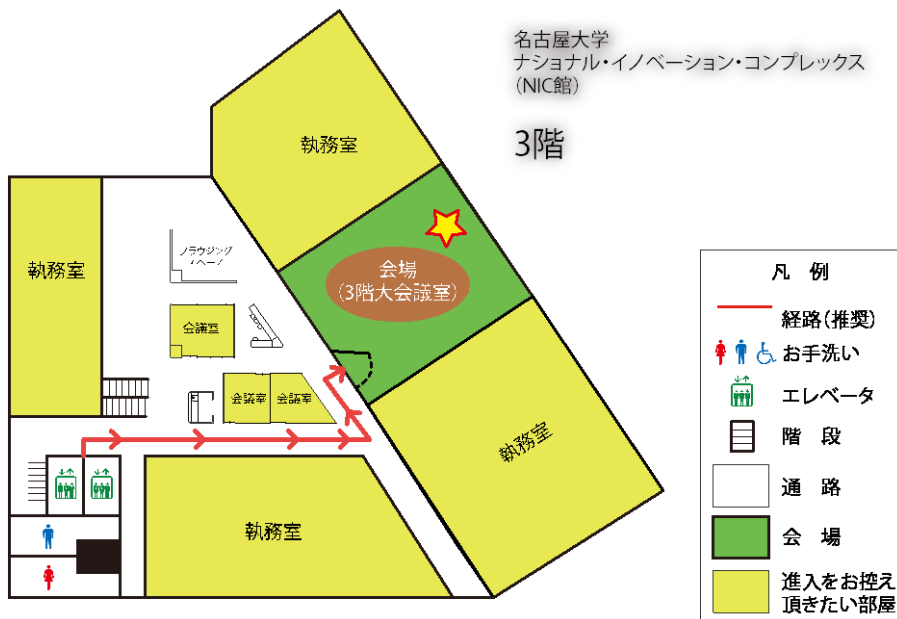 名古屋大学
ナショナル・イノベーション・コンプレックス
（NIC館）
3階
執務室
執務室
会場
（3階大会議室）
会議室
会議室
会議室
執務室
執務室
凡 例
経路（推奨）
お手洗い
エレベータ
階 段
通 路
会 場
進入をお控え
頂きたい部屋